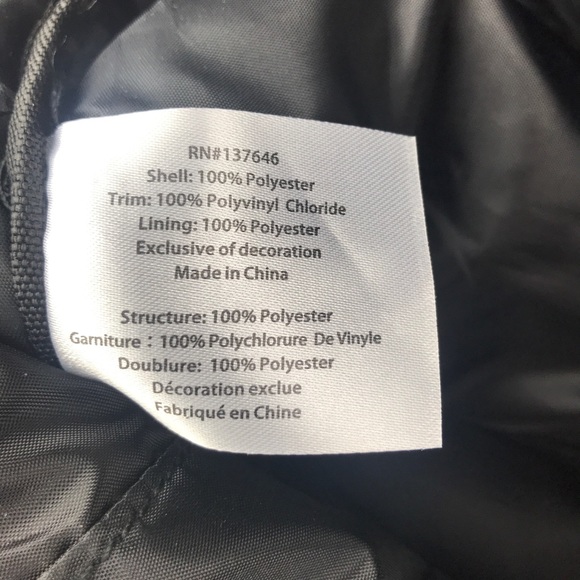 RN#137646
Shell: 100% Polyester
Trim: 100% Polyvinyl Chloride
Lining: 100% Polyester
Exclusive of decoration
Made in China
Structure: 100% Polyester
Garniture : 100% Polychlorure De Vinyle
Doublure: 100% Polyester
Décoration exclue
Fabriqué en Chine